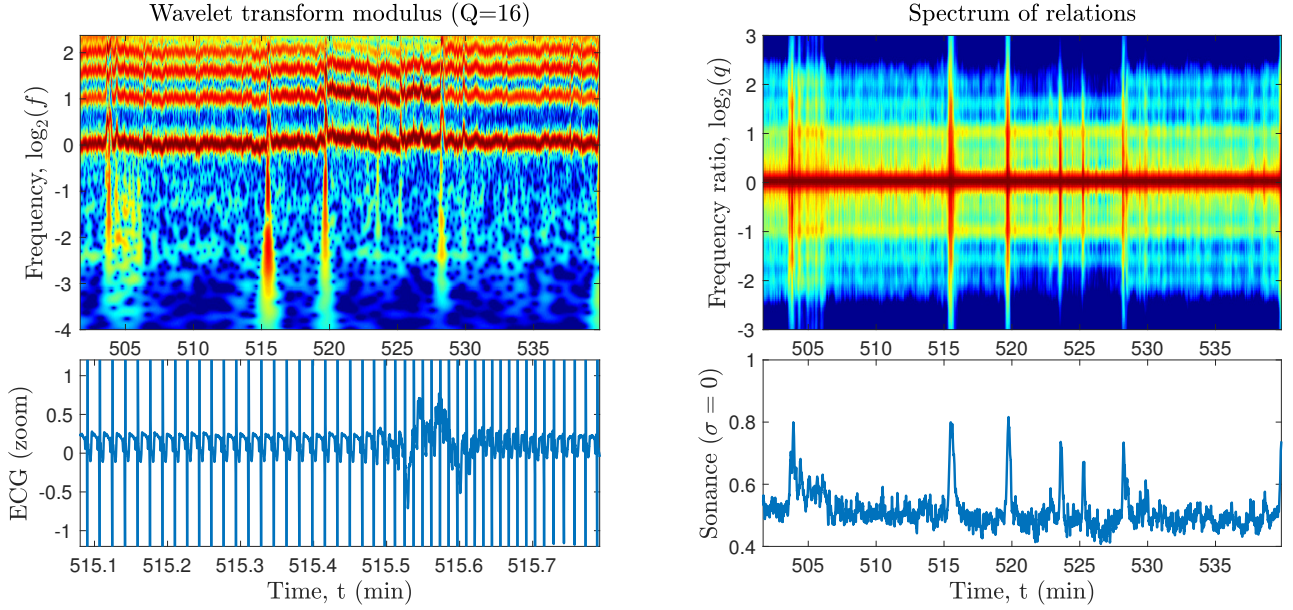 Wavelet transform modulus (Q=16)
Frequency, log₂(f)
2
1
0
-1
-2
-3
-4
505 510 515 520 525 530 535
ECG (zoom)
1
0.5
0
-0.5
-1
515.1 515.2 515.3 515.4 515.5 515.6 515.7
Time, t (min)
Spectrum of relations
Frequency ratio, log₂(q)
3
2
1
0
-1
-2
-3
505 510 515 520 525 530 535
Sonance (σ = 0)
1
0.8
0.6
0.4
505 510 515 520 525 530 535
Time, t (min)